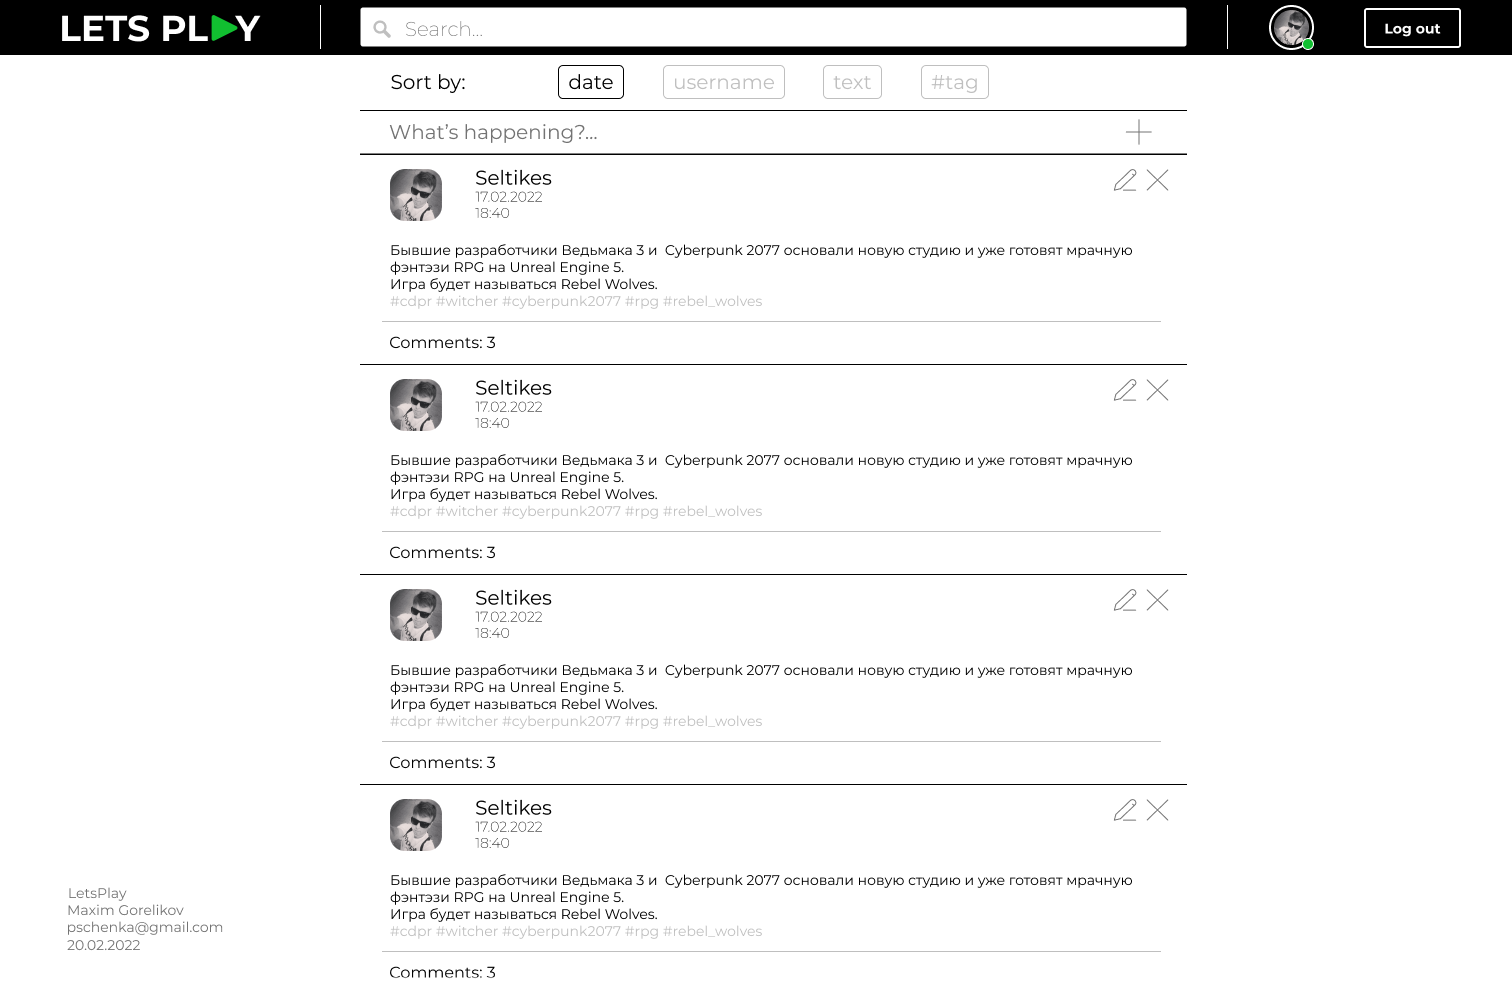 LETS PLAY
Search...
Log out
Sort by:
date
username
text
#tag
What’s happening?...
Seltikes
17.02.2022
18:40
Бывшие разработчики Ведьмака 3 и  Cyberpunk 2077 основали новую студию и уже готовят мрачную
фэнтэзи RPG на Unreal Engine 5.
Игра будет называться Rebel Wolves.
#cdpr #witcher #cyberpunk2077 #rpg #rebel_wolves
Comments: 3
Seltikes
17.02.2022
18:40
Бывшие разработчики Ведьмака 3 и  Cyberpunk 2077 основали новую студию и уже готовят мрачную
фэнтэзи RPG на Unreal Engine 5.
Игра будет называться Rebel Wolves.
#cdpr #witcher #cyberpunk2077 #rpg #rebel_wolves
Comments: 3
Seltikes
17.02.2022
18:40
Бывшие разработчики Ведьмака 3 и  Cyberpunk 2077 основали новую студию и уже готовят мрачную
фэнтэзи RPG на Unreal Engine 5.
Игра будет называться Rebel Wolves.
#cdpr #witcher #cyberpunk2077 #rpg #rebel_wolves
Comments: 3
Seltikes
17.02.2022
18:40
Бывшие разработчики Ведьмака 3 и  Cyberpunk 2077 основали новую студию и уже готовят мрачную
фэнтэзи RPG на Unreal Engine 5.
Игра будет называться Rebel Wolves.
#cdpr #witcher #cyberpunk2077 #rpg #rebel_wolves
Comments: 3
LetsPlay
Maxim Gorelikov
pschenka@gmail.com
20.02.2022